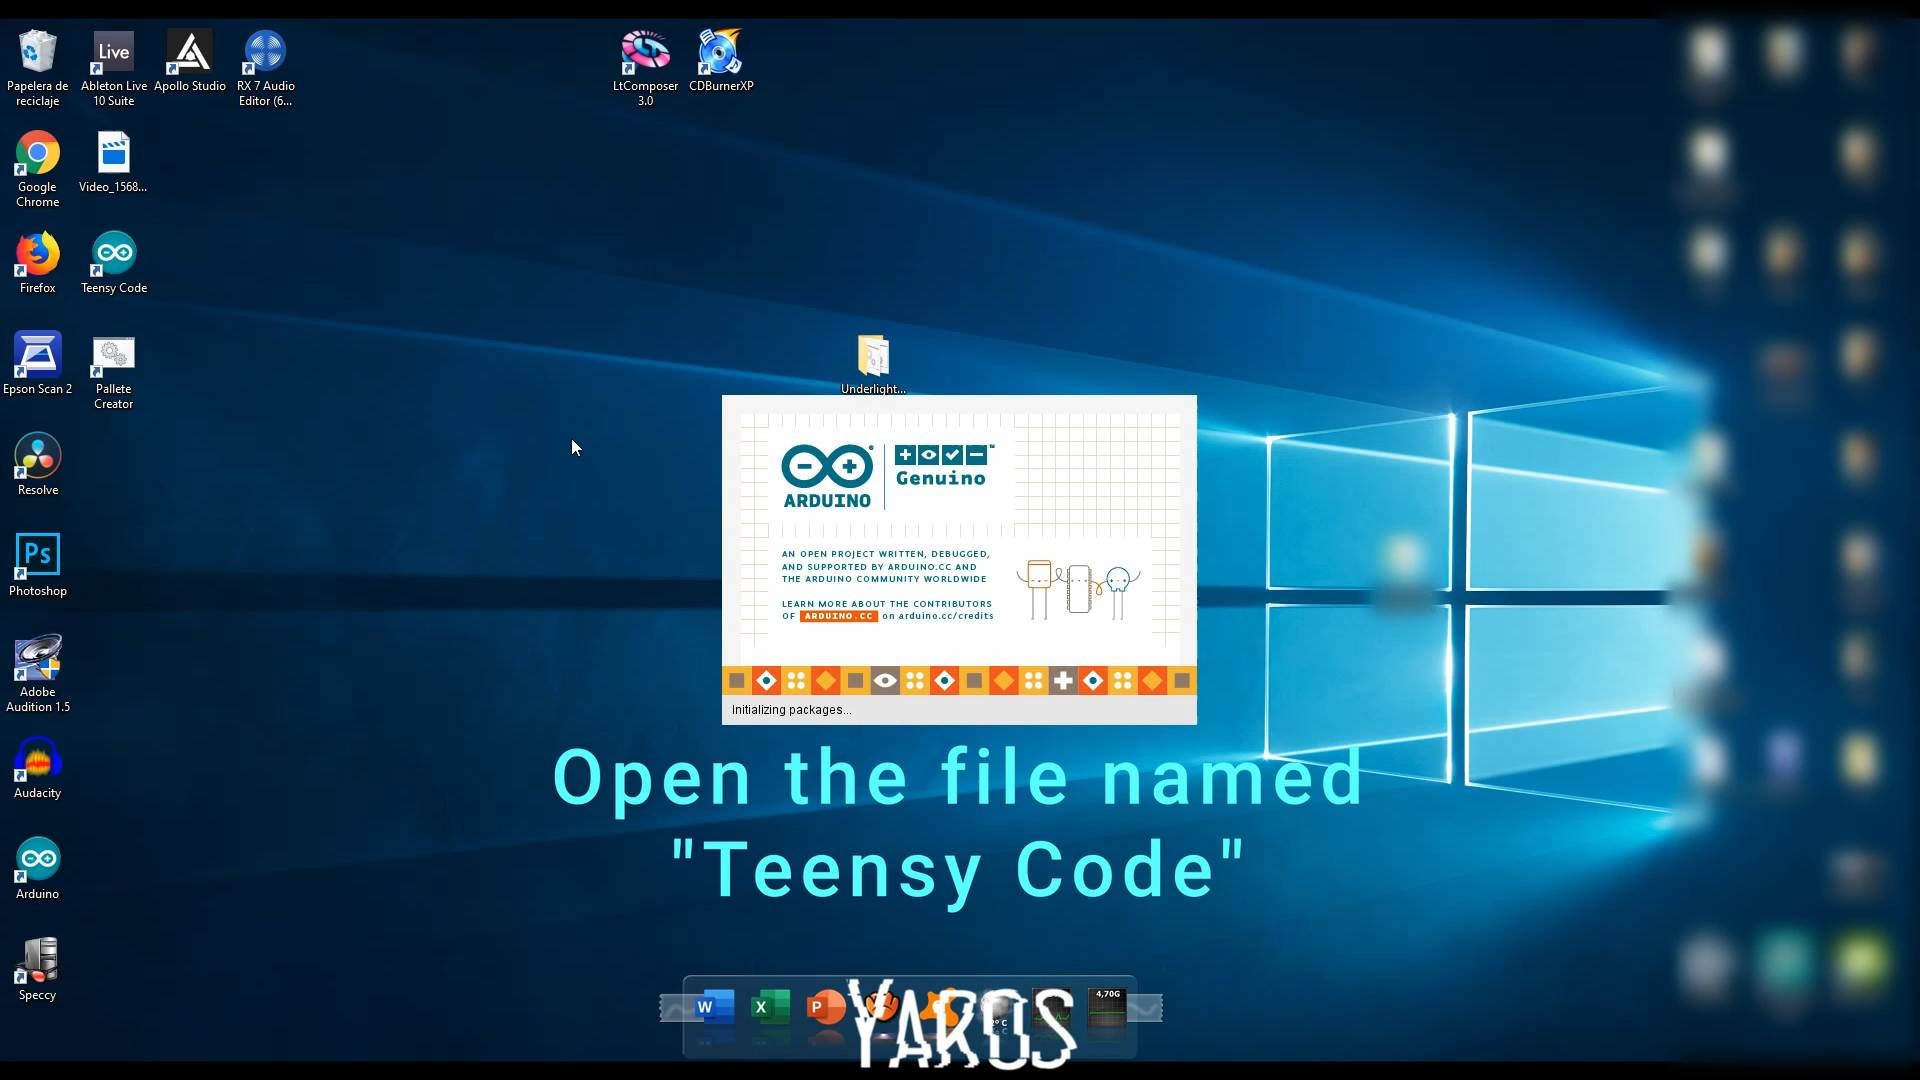 Papelera de
reciclaje
Ableton Live
10 Suite
Live
Apollo Studio
RX 7 Audio
Editor (6...
LtComposer
3.0
CDBurnerXP
Google
Chrome
Video_1568...
Firefox
Teensy Code
Epson Scan 2
Pallete
Creator
Underlight...
Resolve
Ps
Photoshop
Adobe
Audition 1.5
Audacity
Arduino
Speccy
ARDUINO
Genuino
AN OPEN PROJECT WRITTEN, DEBUGGED,
AND SUPPORTED BY ARDUINO.CC AND
THE ARDUINO COMMUNITY WORLDWIDE
LEARN MORE ABOUT THE CONTRIBUTORS
OF ARDUINO.CC on arduino.cc/credits
Initializing packages...
Open the file named
"Teensy Code"
W
X
P
4,70G
YAROS